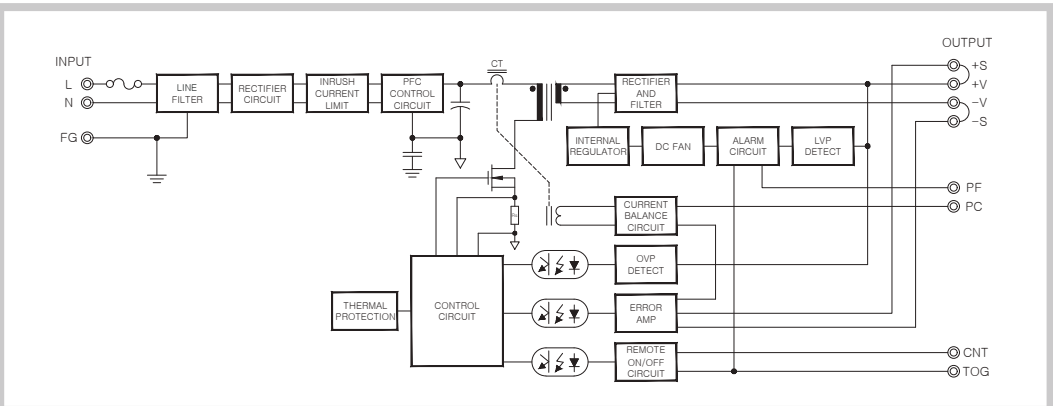 INPUT
OUTPUT
L
N
FG
LINE
FILTER
RECTIFIER
CIRCUIT
INRUSH
CURRENT
LIMIT
PFC
CONTROL
CIRCUIT
CT
RECTIFIER
AND
FILTER
+S
+V
−V
−S
INTERNAL
REGULATOR
DC FAN
ALARM
CIRCUIT
LVP
DETECT
PF
PC
CURRENT
BALANCE
CIRCUIT
OVP
DETECT
THERMAL
PROTECTION
CONTROL
CIRCUIT
ERROR
AMP
REMOTE
ON/OFF
CIRCUIT
CNT
TOG